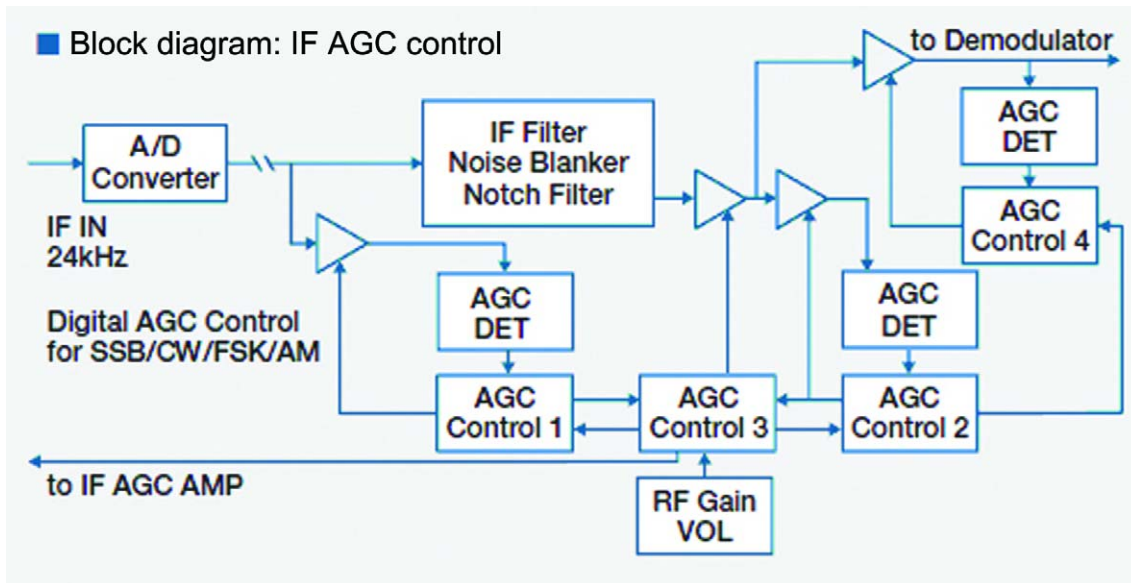 Block diagram: IF AGC control
to Demodulator
AGC
DET
AGC
Control 4
A/D
Converter
IF Filter
Noise Blanker
Notch Filter
IF IN
24kHz
Digital AGC Control
for SSB/CW/FSK/AM
AGC
DET
AGC
DET
AGC
Control 1
AGC
Control 3
AGC
Control 2
to IF AGC AMP
RF Gain
VOL